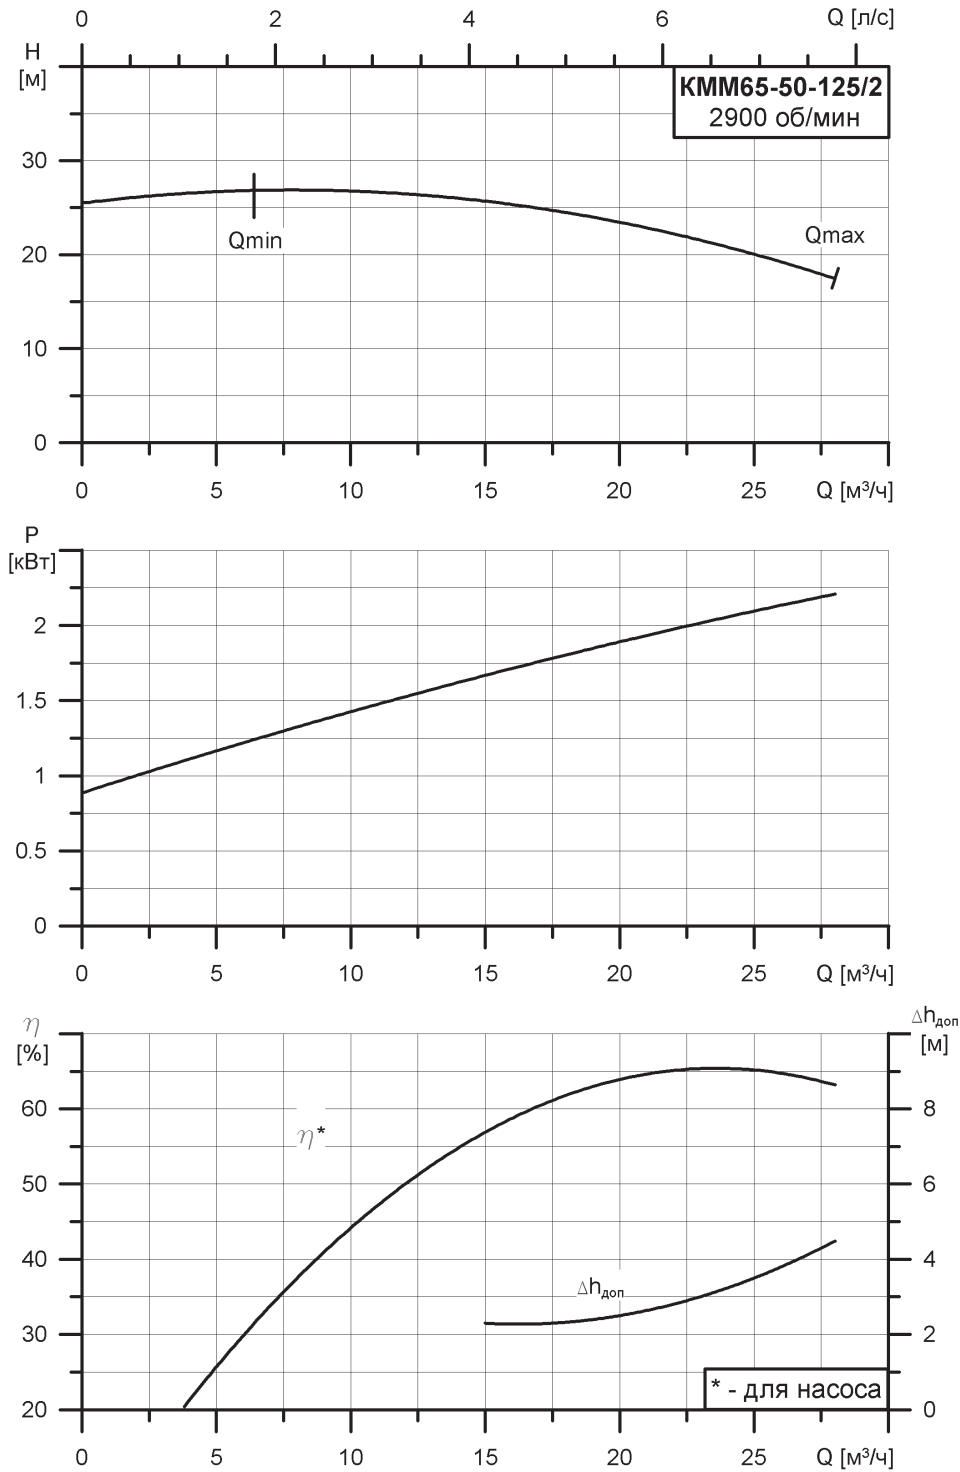 0 2 4 6 Q [л/с]
H
[м]
КММ65-50-125/2
2900 об/мин
30
Qmin
Qmax
20
10
0
0 5 10 15 20 25 Q [м³/ч]
P
[кВт]
2
1.5
1
0.5
0
0 5 10 15 20 25 Q [м³/ч]
η
[%]
Δhдоп
[м]
60 8
η*
50 6
40 4
Δhдоп
30 2
* - для насоса
20 0
0 5 10 15 20 25 Q [м³/ч]